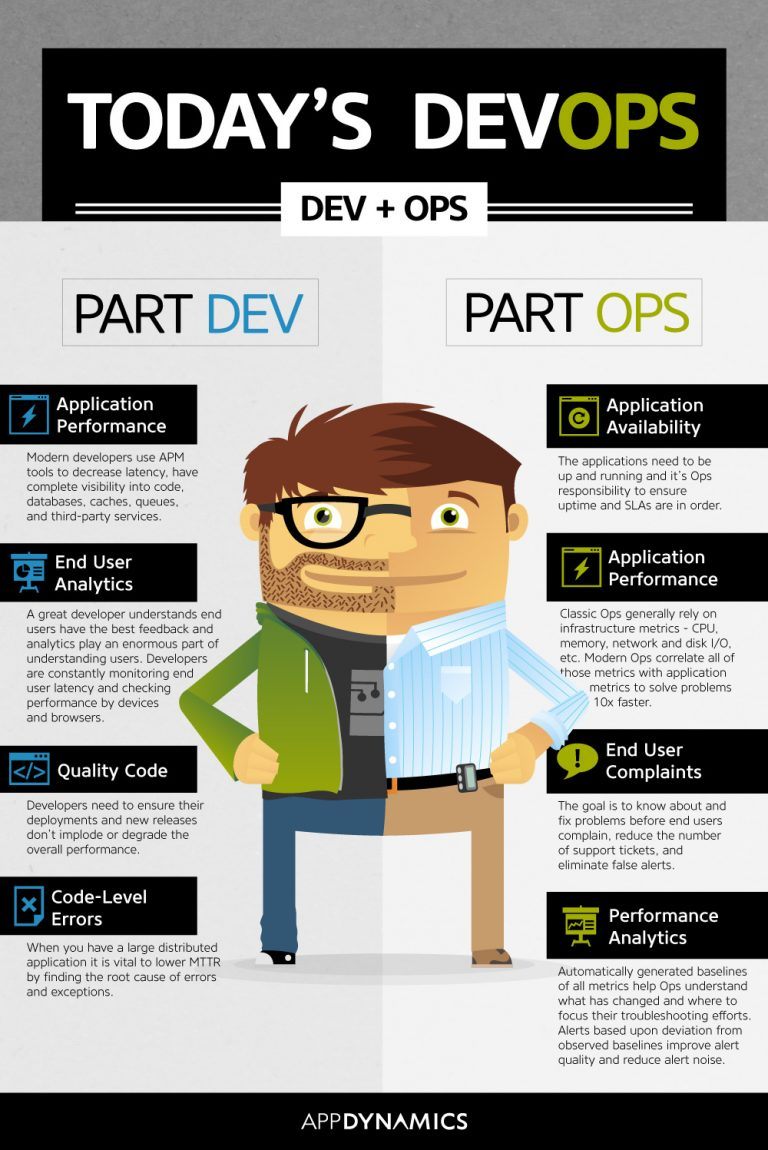 TODAY'S DEVOPS
DEV + OPS
PART DEV
Application
Performance
Modern developers use APM
tools to decrease latency, have
complete visibility into code,
databases, caches, queues,
and third-party services.
End User
Analytics
A great developer understands end
users have the best feedback and
analytics play an enormous part of
understanding users. Developers
are constantly monitoring end
user latency and checking
performance by devices
and browsers.
</>
Quality Code
Developers need to ensure their
deployments and new releases
don't implode or degrade the
overall performance.
Code-Level
Errors
When you have a large distributed
application it is vital to lower MTTR
by finding the root cause of errors
and exceptions.
PART OPS
Application
Availability
The applications need to be
up and running and it's Ops
responsibility to ensure
uptime and SLAs are in order.
Application
Performance
Classic Ops generally rely on
infrastructure metrics - CPU,
memory, network and disk I/O,
etc. Modern Ops correlate all of
those metrics with application
metrics to solve problems
10x faster.
!
End User
Complaints
The goal is to know about and
fix problems before end users
complain, reduce the number
of support tickets, and
eliminate false alerts.
Performance
Analytics
Automatically generated baselines
of all metrics help Ops understand
what has changed and where to
focus their troubleshooting efforts.
Alerts based upon deviation from
observed baselines improve alert
quality and reduce alert noise.
APPDYNAMICS